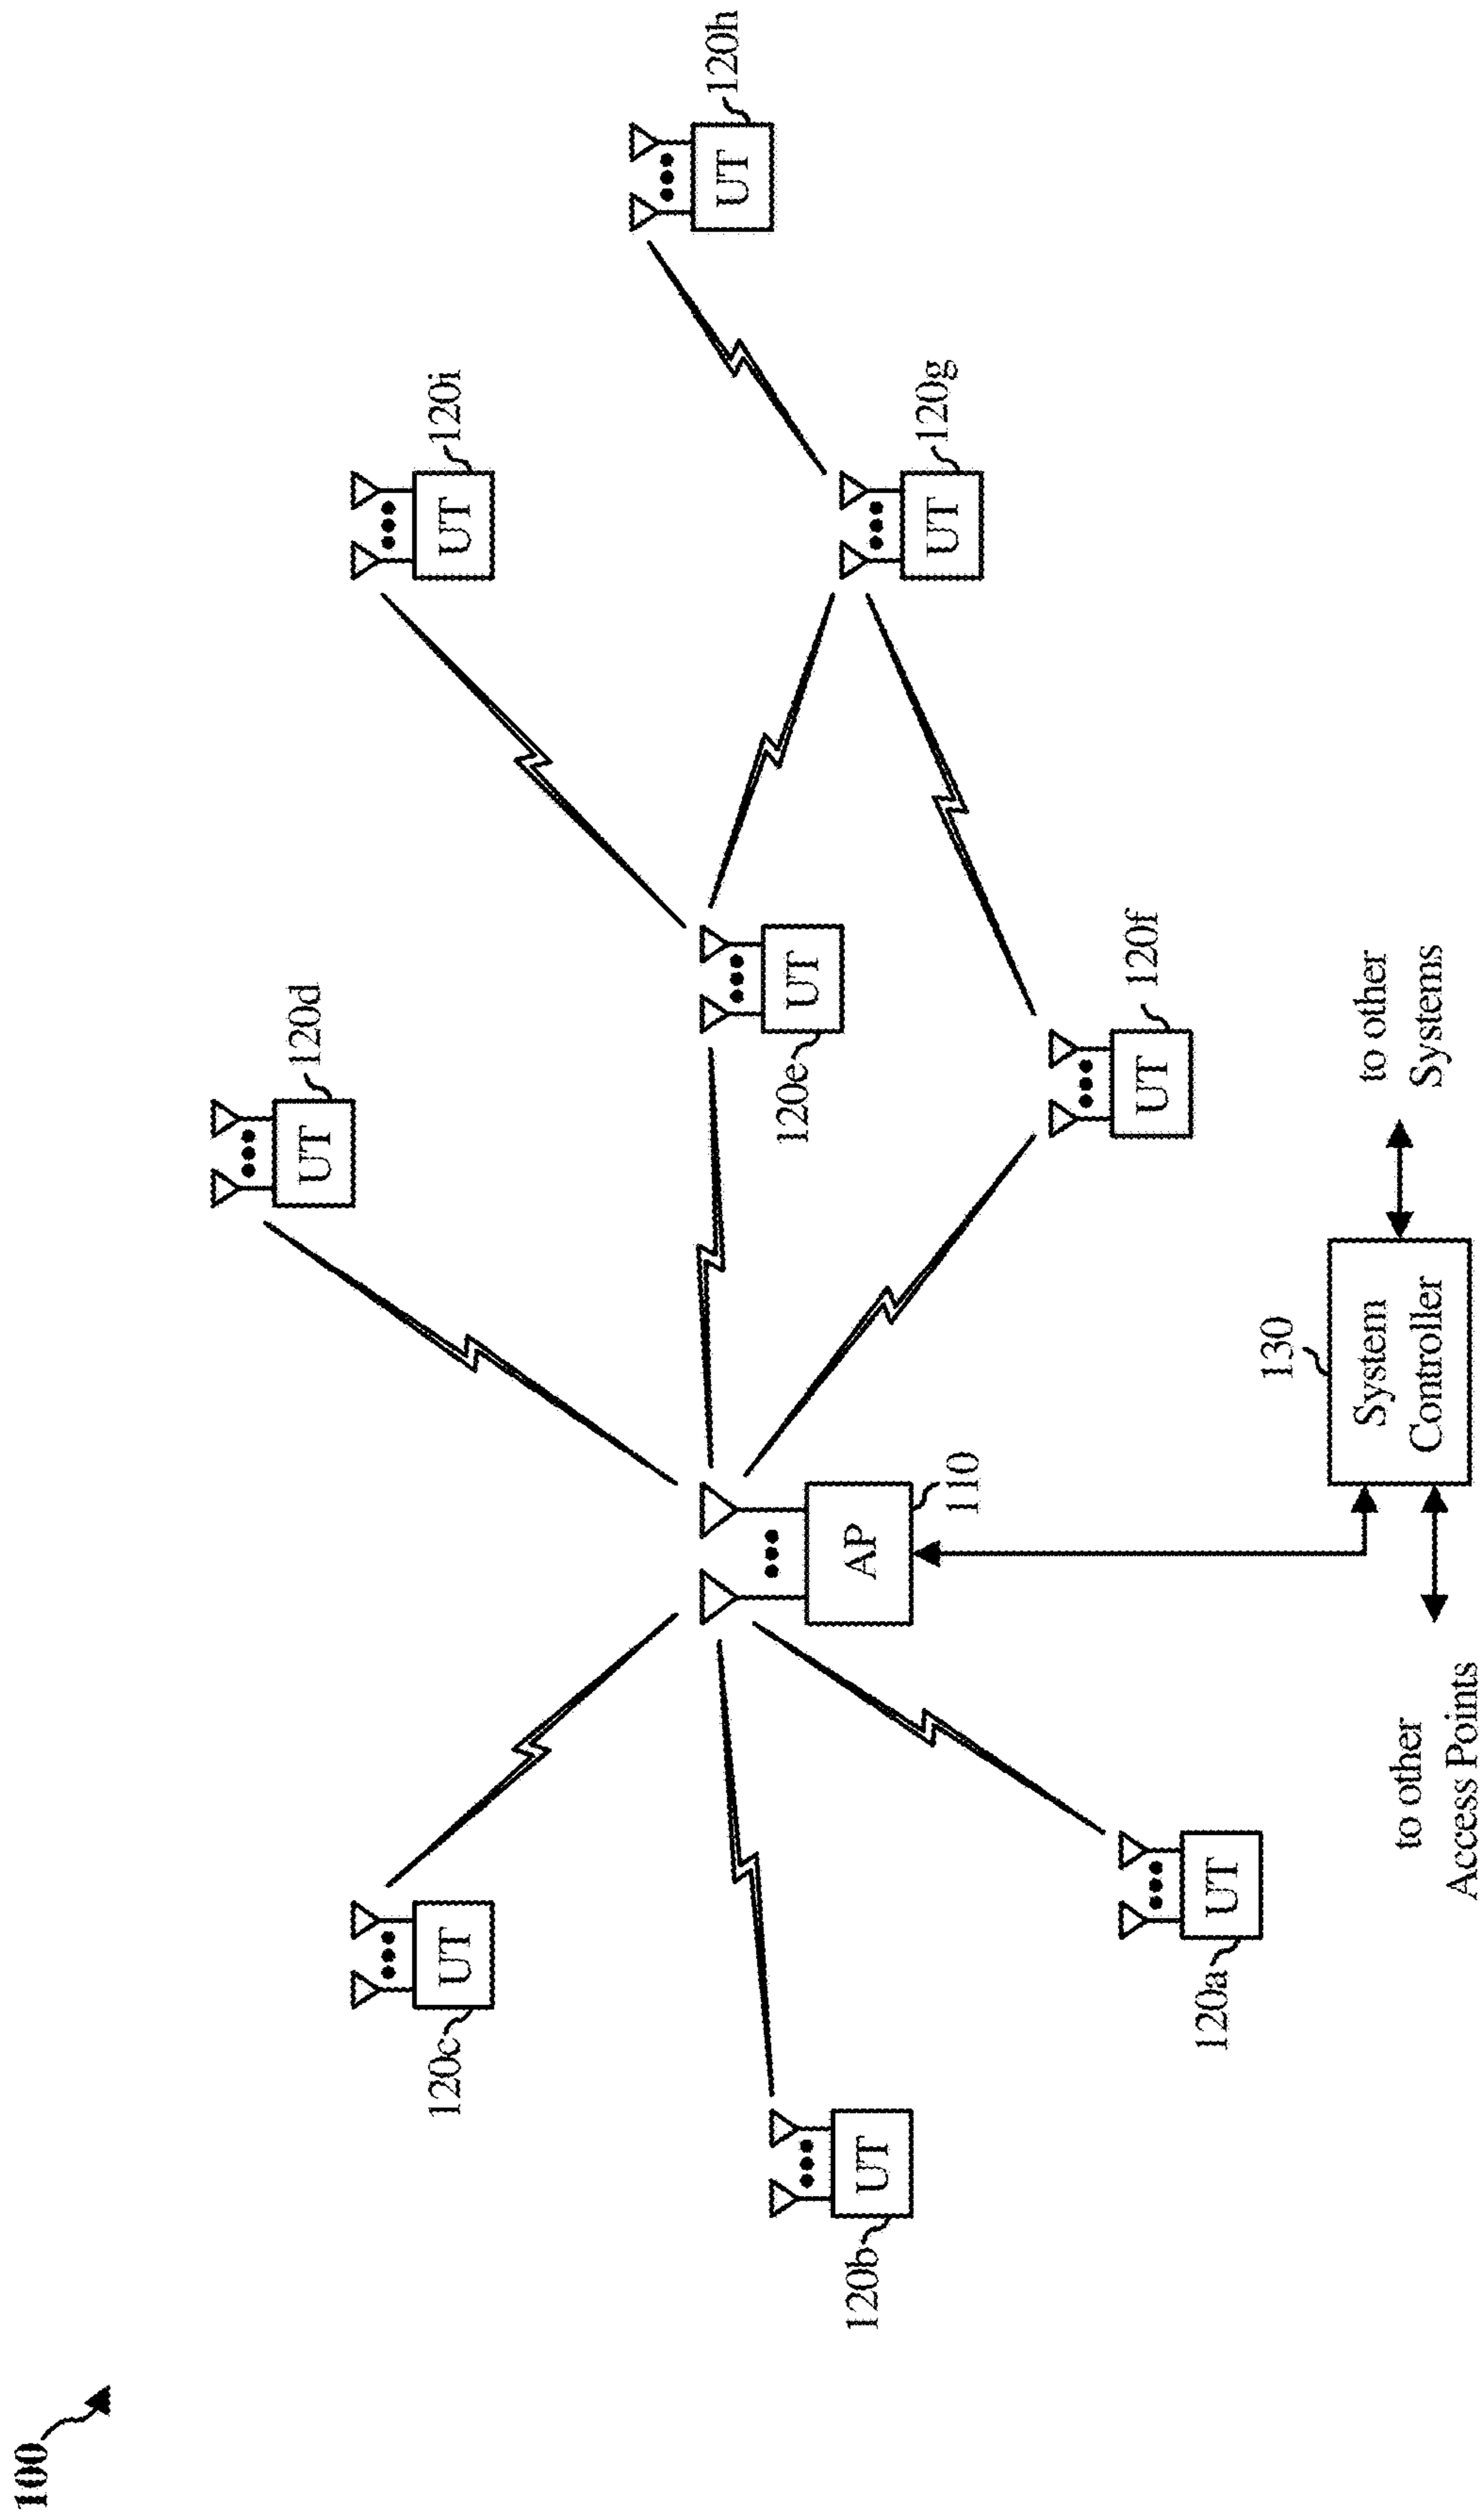 100
UT
120d
UT
120c
UT
120i
UT
120h
UT
120e
UT
120b
AP
110
UT
120g
UT
120a
UT
120f
130
System
Controller
to other
Access Points
to other
Systems